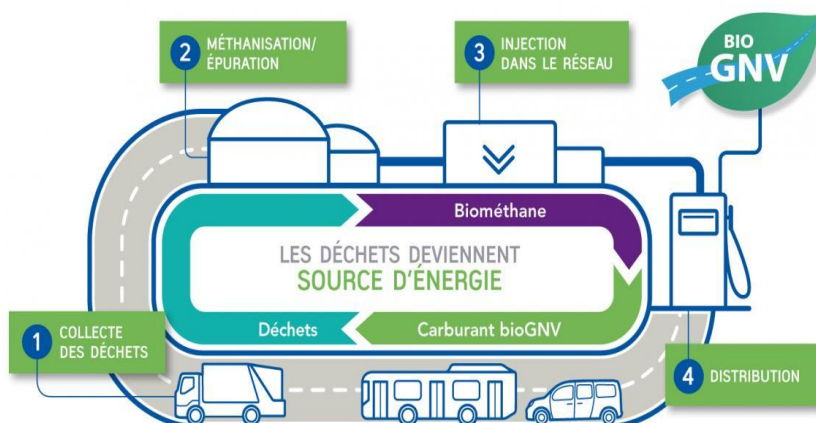 2
MÉTHANISATION/
ÉPURATION
3
INJECTION
DANS LE RÉSEAU
BIO
GNV
Biométhane
LES DÉCHETS DEVIENNENT
SOURCE D'ÉNERGIE
Déchets
Carburant bioGNV
1
COLLECTE
DES DÉCHETS
4
DISTRIBUTION